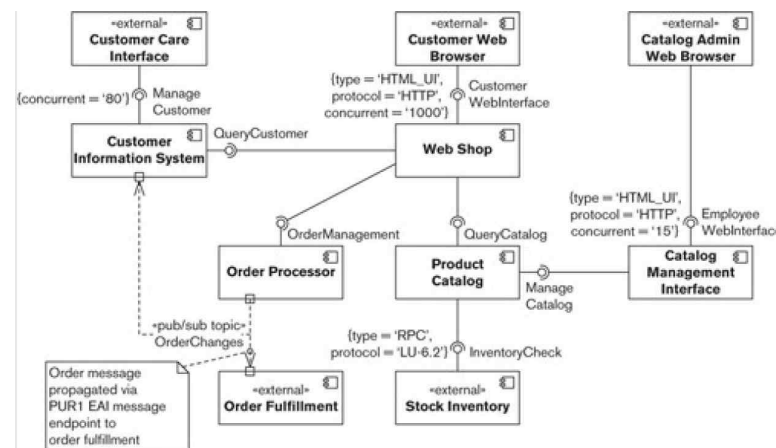 «external»
Customer Care
Interface
«external»
Customer Web
Browser
«external»
Catalog Admin
Web Browser
{concurrent = ‘80’}
Manage
Customer
{type = ‘HTML_UI’,
protocol = ‘HTTP’,
concurrent = ‘1000’}
Customer
WebInterface
Customer
Information System
QueryCustomer
Web Shop
{type = ‘HTML_UI’,
protocol = ‘HTTP’,
concurrent = ‘15’}
Employee
WebInterface
OrderManagement
QueryCatalog
Order Processor
Product
Catalog
Manage
Catalog
Catalog
Management
Interface
«pub/sub topic»
OrderChanges
{type = ‘RPC’,
protocol = ‘LU-6.2’}
InventoryCheck
Order message
propagated via
PUR1 EAI message
endpoint to
order fulfillment
«external»
Order Fulfillment
«external»
Stock Inventory